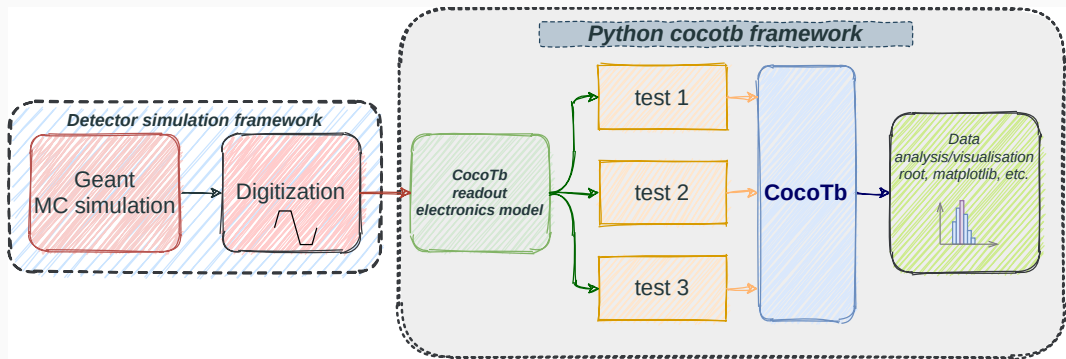 Python cocotb framework
Detector simulation framework
Geant
MC simulation
Digitization
CocoTb
readout
electronics model
test 1
test 2
test 3
CocoTb
Data
analysis/visualisation
root, matplotlib, etc.